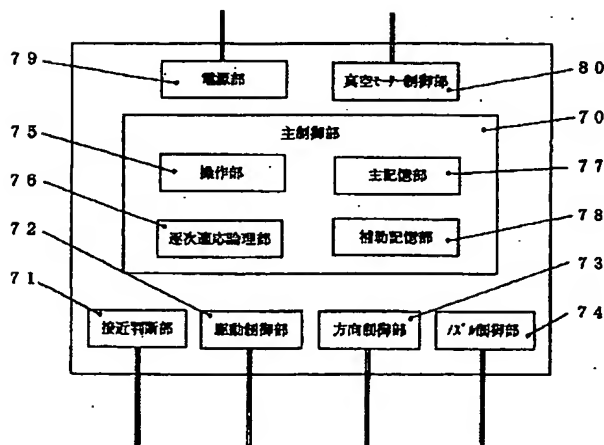 79
電源部
真空モーター制御部
80
主制御部
70
75
操作部
主記憶部
77
76
逐次適応論理部
補助記憶部
78
72
73
71
接近判断部
駆動制御部
方向制御部
ノズル制御部
74